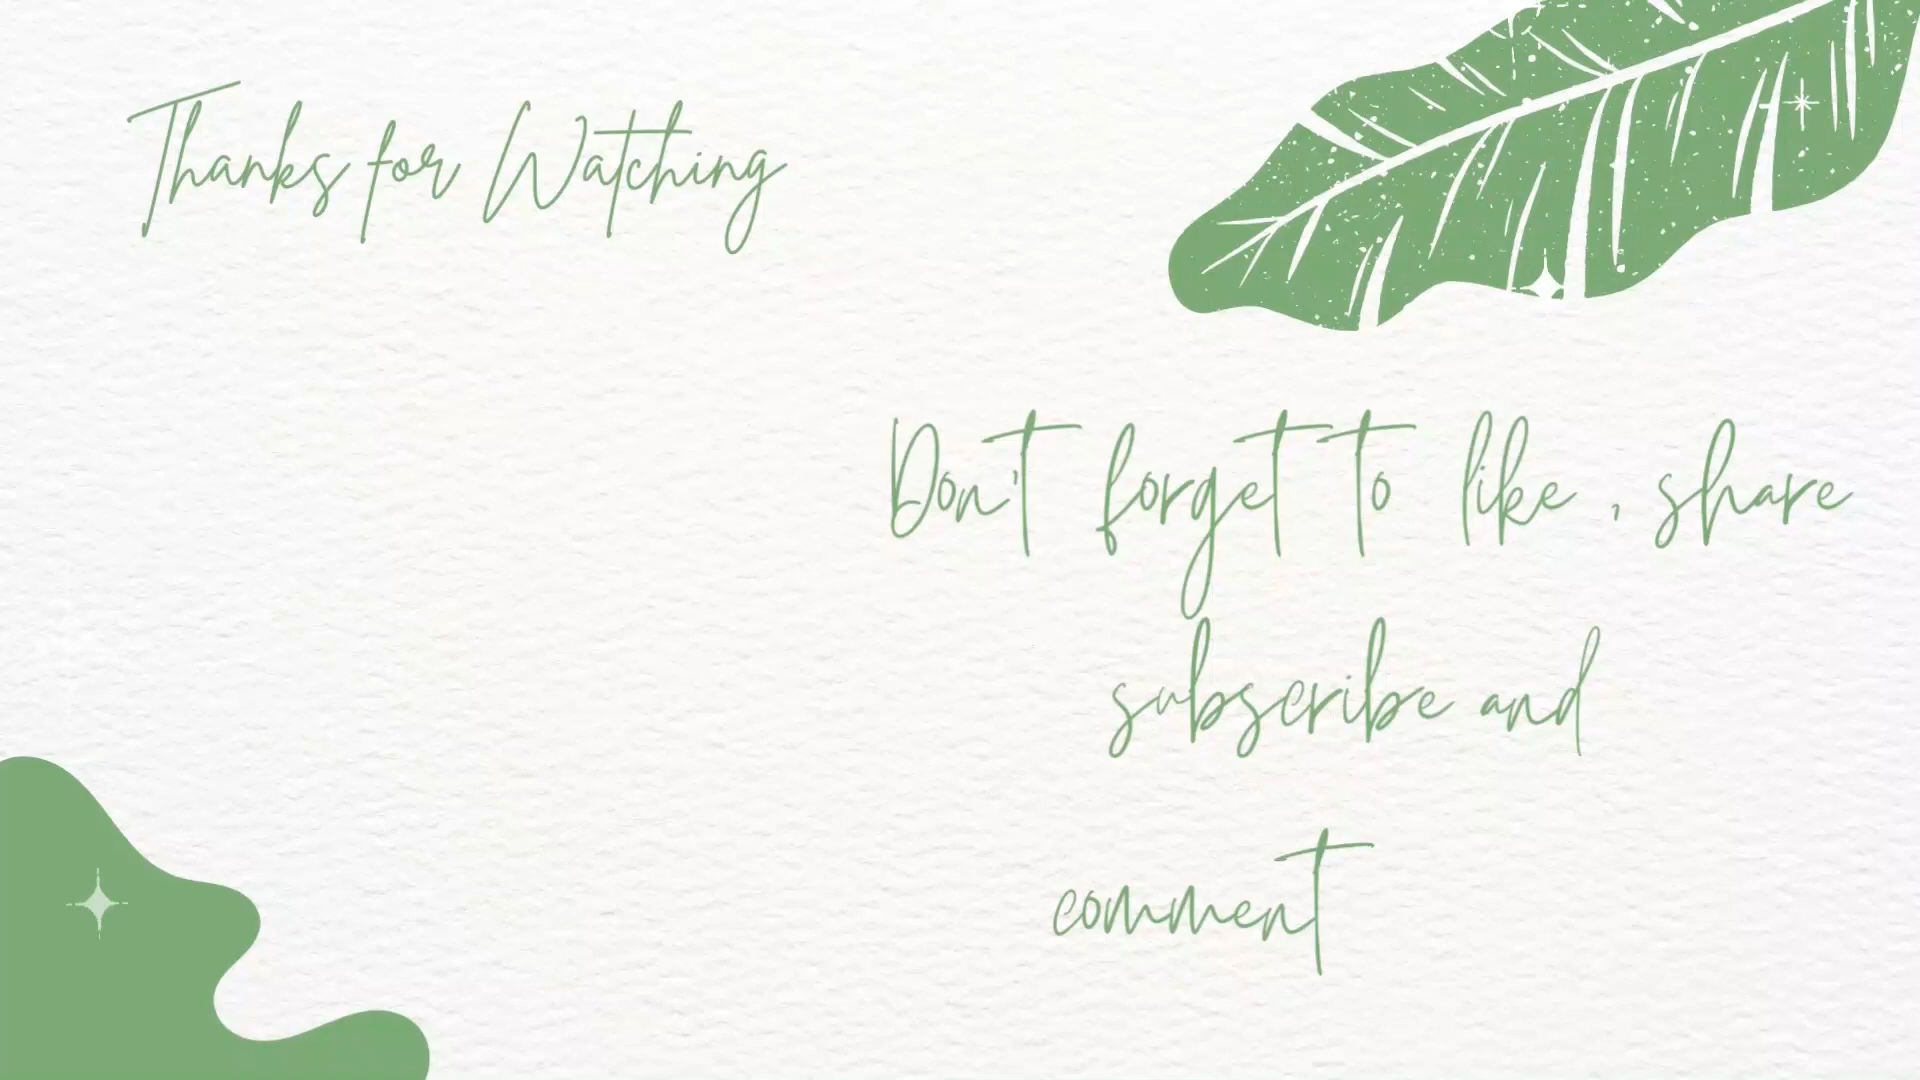 Thanks for Watching
Don't forget to like , share
subscribe and
comment